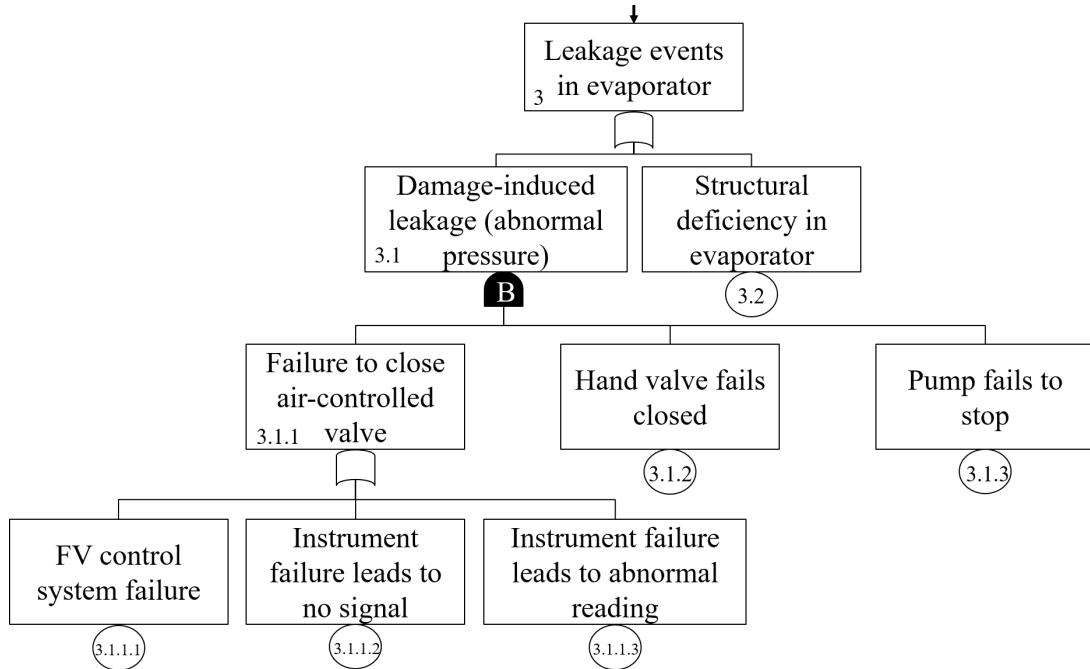 Leakage events
in evaporator
3
Damage-induced
leakage (abnormal
pressure)
3.1
Structural
deficiency in
evaporator
B
3.2
Failure to close
air-controlled
valve
3.1.1
Hand valve fails
closed
Pump fails to
stop
3.1.2
3.1.3
FV control
system failure
Instrument
failure leads to
no signal
Instrument failure
leads to abnormal
reading
3.1.1.1
3.1.1.2
3.1.1.3